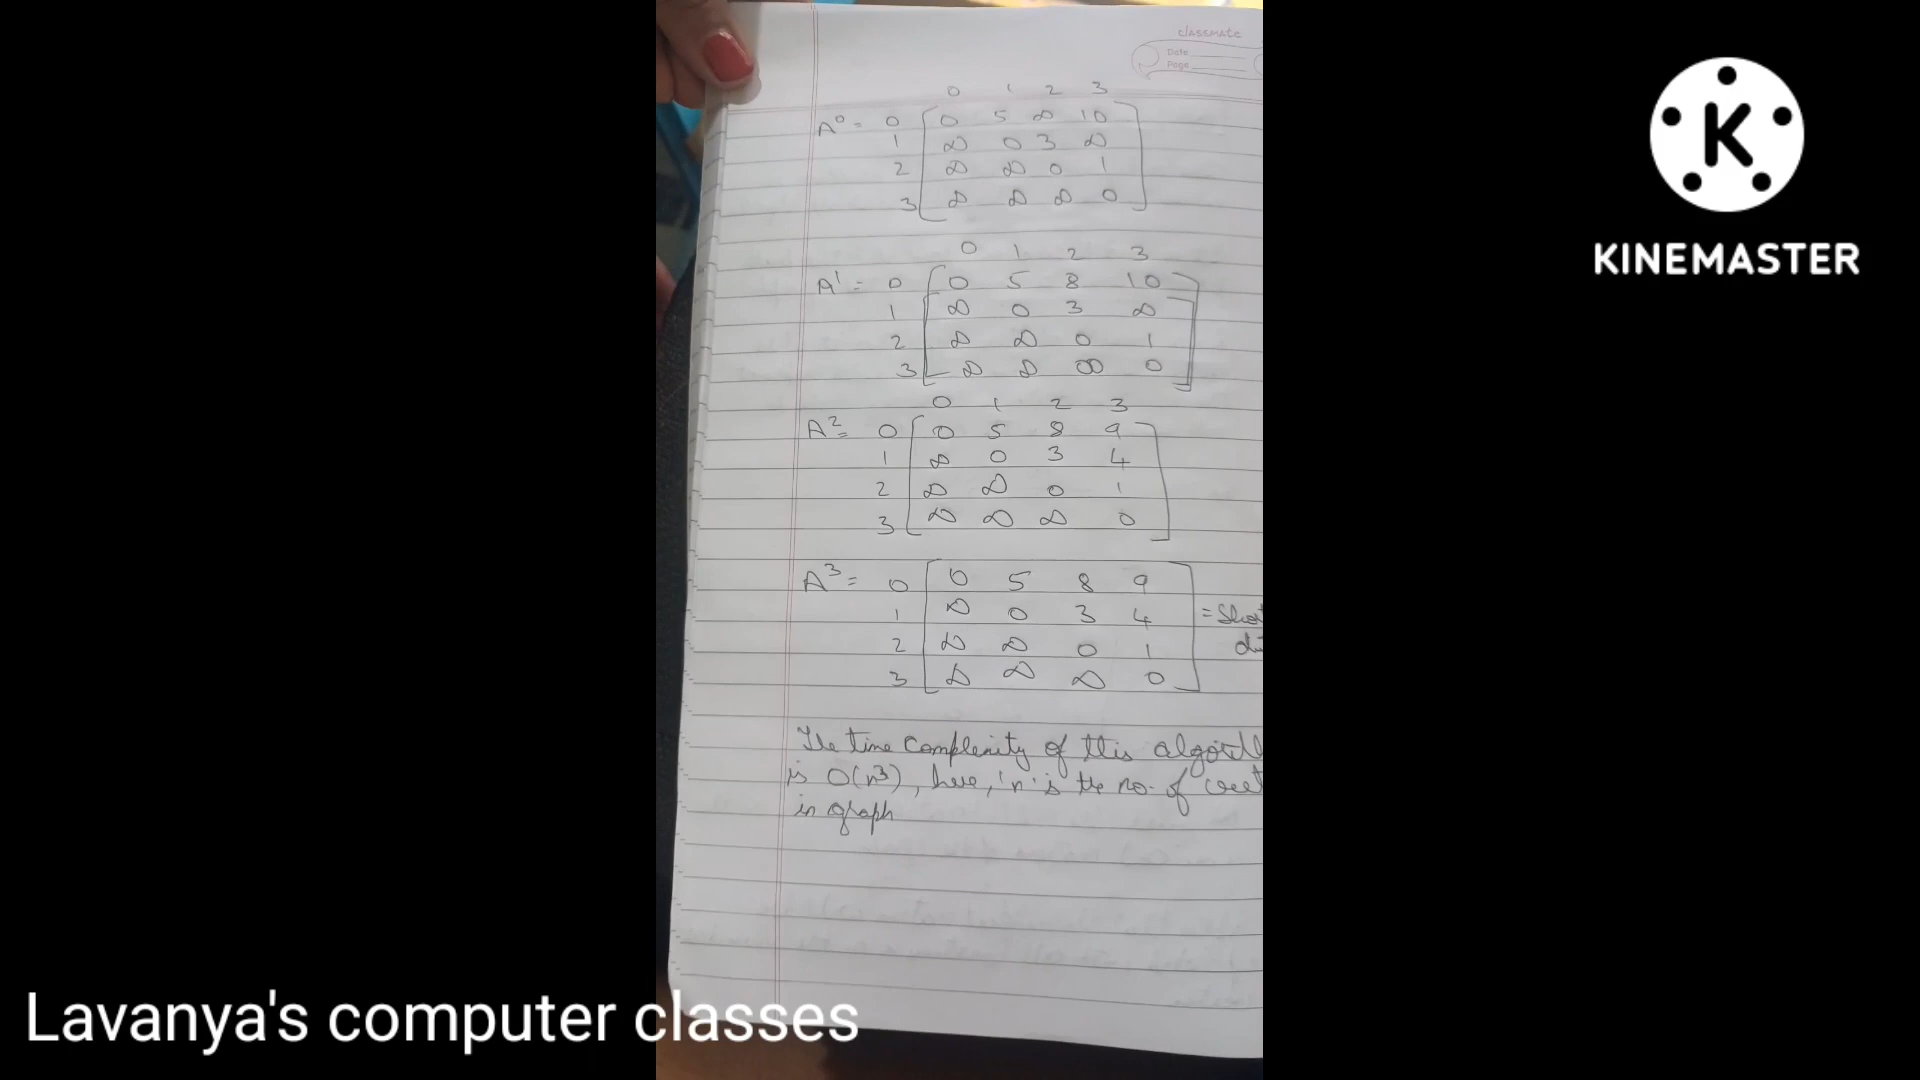 classmate
Date
Page
0 1 2 3
A⁰ = 0 0 5 ∞ 10
1 ∞ 0 3 ∞
2 ∞ ∞ 0 1
3 ∞ ∞ ∞ 0
0 1 2 3
A¹ = 0 0 5 8 10
1 ∞ 0 3 ∞
2 ∞ ∞ 0 1
3 ∞ ∞ ∞ 0
0 1 2 3
A² = 0 0 5 8 9
1 ∞ 0 3 4
2 ∞ ∞ 0 1
3 ∞ ∞ ∞ 0
A³ = 0 0 5 8 9
1 ∞ 0 3 4 =
2 ∞ ∞ 0 1
3 ∞ ∞ ∞ 0
The time complexity of this
is O(n³), here, 'n' is the no. of
in graph
K
KINEMASTER
Lavanya's computer classes